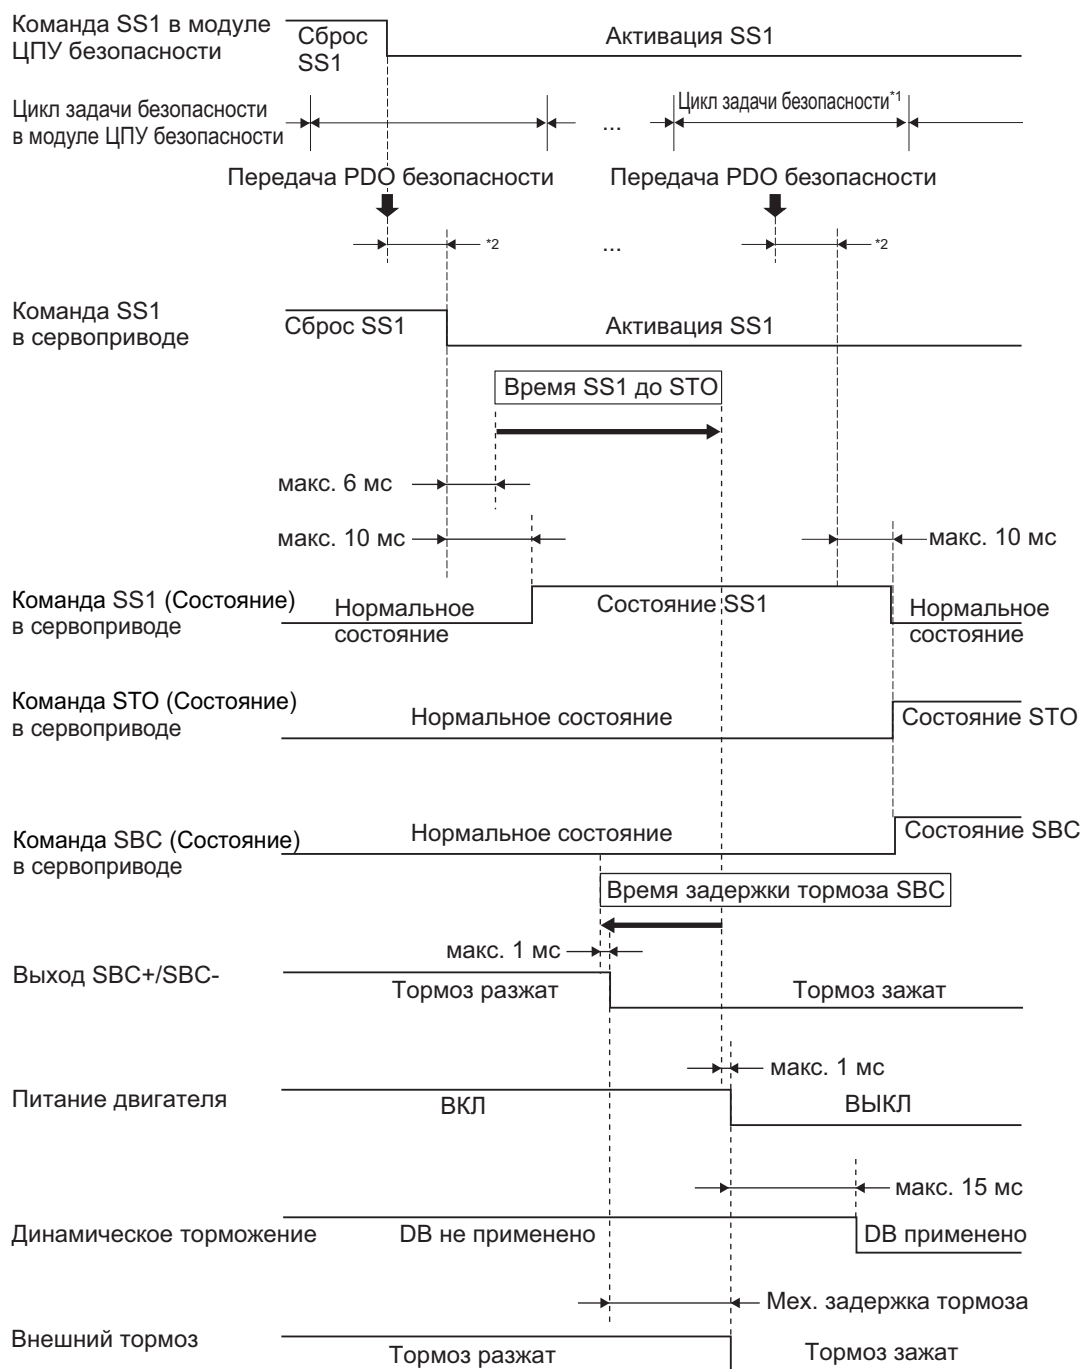 Команда SS1 в модуле
ЦПУ безопасности
Сброс
SS1
Активация SS1
Цикл задачи безопасности
в модуле ЦПУ безопасности
...
Цикл задачи безопасности*1
Передача PDO безопасности
Передача PDO безопасности
*2
...
*2
Команда SS1
в сервоприводе
Сброс SS1
Активация SS1
Время SS1 до STO
макс. 6 мс
макс. 10 мс
макс. 10 мс
Команда SS1 (Состояние)
в сервоприводе
Нормальное
состояние
Состояние SS1
Нормальное
состояние
Команда STO (Состояние)
в сервоприводе
Нормальное состояние
Состояние STO
Команда SBC (Состояние)
в сервоприводе
Нормальное состояние
Состояние SBC
Время задержки тормоза SBC
макс. 1 мс
Выход SBC+/SBC-
Тормоз разжат
Тормоз зажат
макс. 1 мс
Питание двигателя
ВКЛ
ВЫКЛ
макс. 15 мс
Динамическое торможение
DB не применено
DB применено
Мех. задержка тормоза
Внешний тормоз
Тормоз разжат
Тормоз зажат